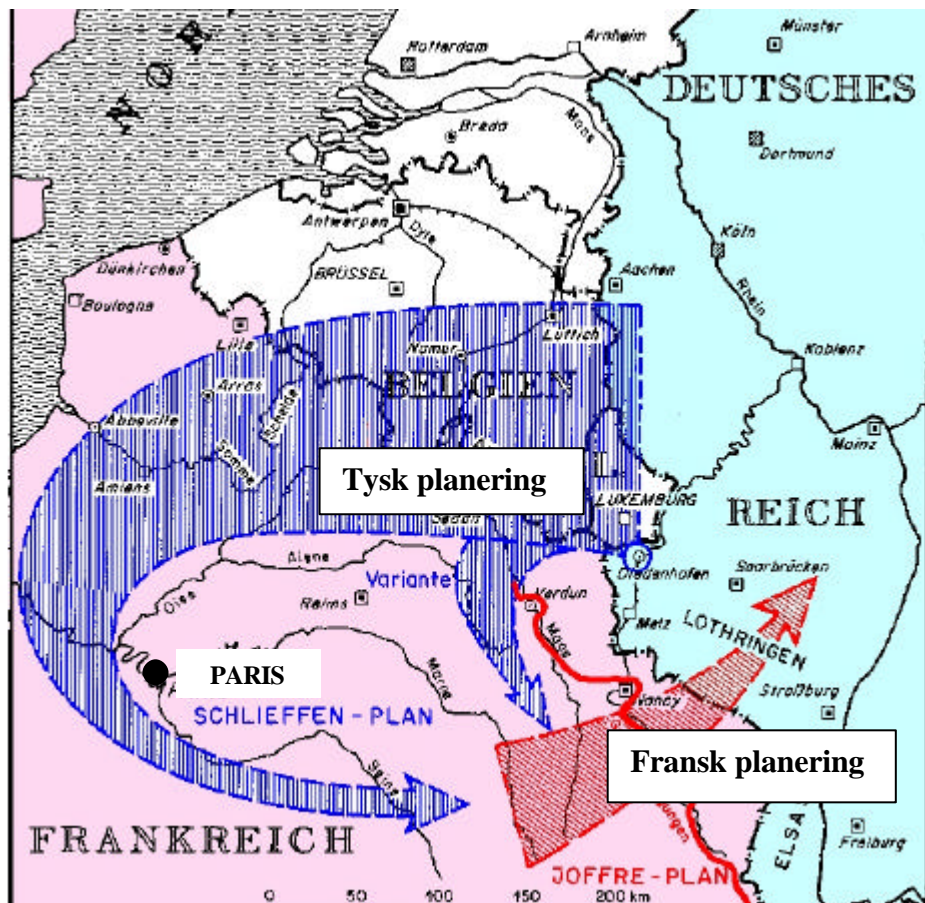 NOR
Rotterdam
Arnheim
Münster
DEUTSCHES
Breda
Maas
Dortmund
Antwerpen
Dyle
Köln
Dünkirchen
BRÜSSEL
Aachen
Rhein
Boulogne
Lille
Namur
Lüttich
Koblenz
BELGIEN
Arras
Schelde
Abbeville
Somme
Mainz
Amiens
Tysk planering
Sedan
LUXEMBURG
REICH
Aisne
Variante
Diedenhofen
Saarbrücken
Oise
Reims
Verdun
Metz
LOTHRINGEN
Maas
PARIS
Marne
Nancy
Straßburg
SCHLIEFFEN-PLAN
Fransk planering
Seine
FRANKREICH
ELSA
Freiburg
JOFFRE-PLAN
0 50 100 150 200 km